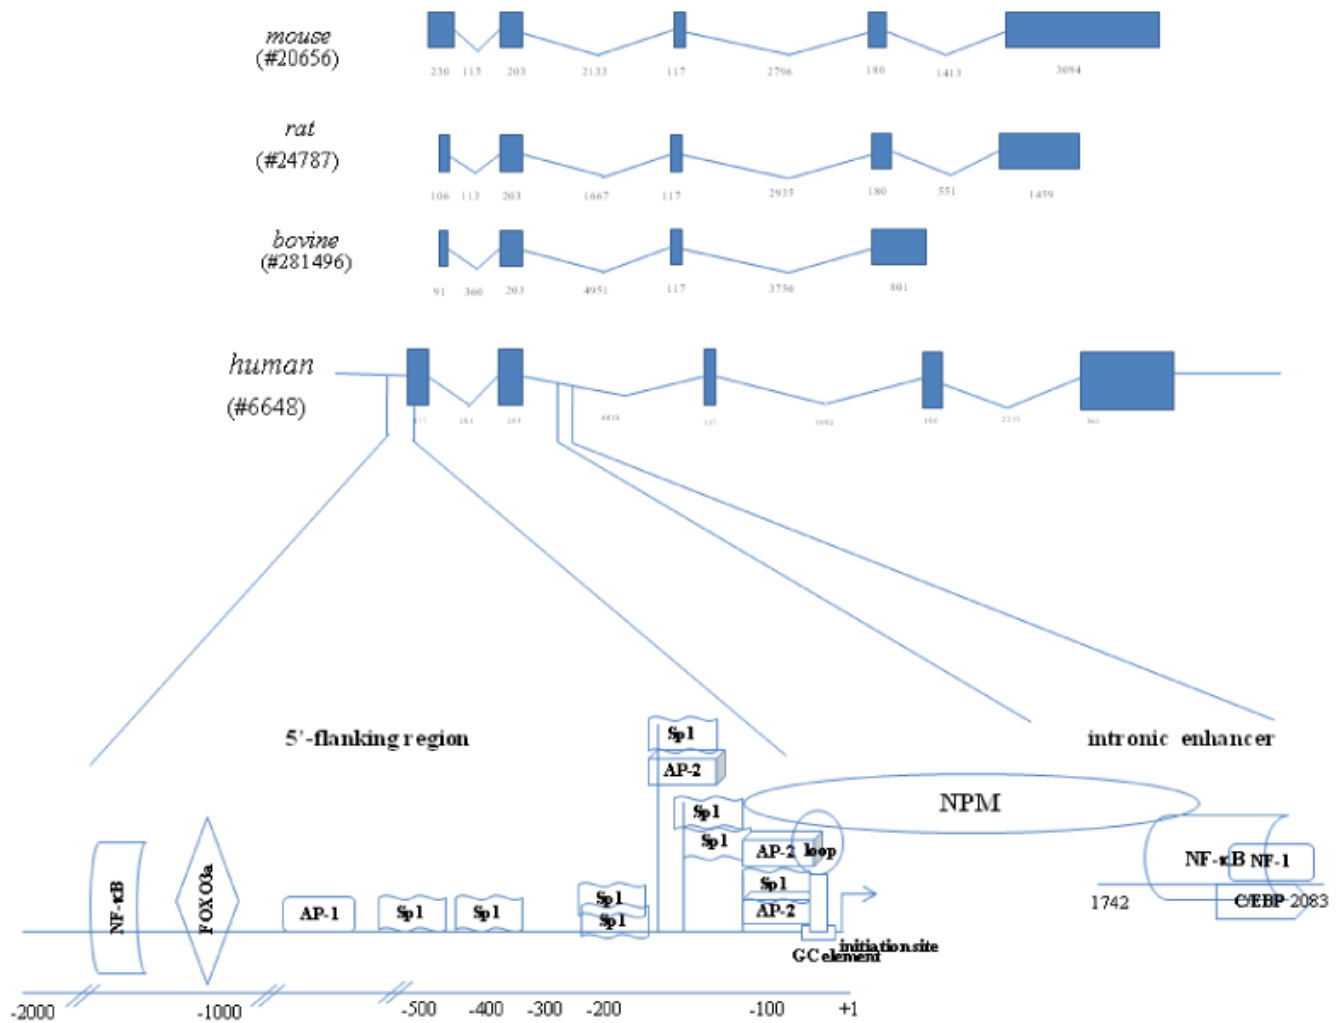 mouse
(#20656)
230 115 203 2133 117 2796 180 1413 3094
rat
(#24787)
106 113 203 1667 117 2935 180 551 1459
bovine
(#281496)
91 360 203 4951 117 3756 801
human
(#6648)
5'-flanking region
intronic enhancer
Sp1
AP-2
NPM
Sp1
Sp1
AP-2 loop
NF-κB
FOXO3a
AP-1
Sp1
Sp1
Sp1
Sp1
Sp1
AP-2
NF-κB NF-1
C/EBP
1742
2083
initiation site
GC element
-2000 -1000 -500 -400 -300 -200 -100 +1